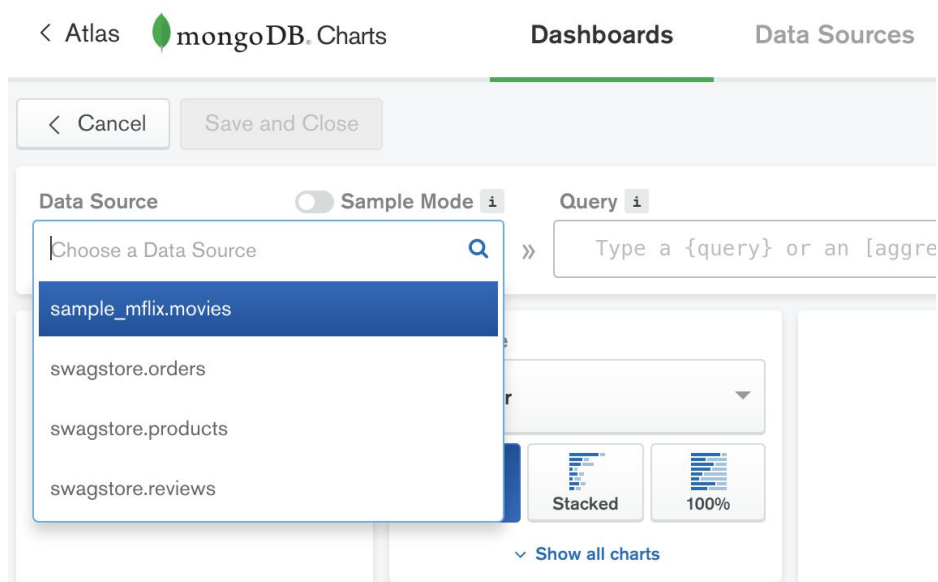 Atlas mongoDB. Charts Dashboards Data Sources
Cancel Save and Close
Data Source Sample Mode i Query i
Choose a Data Source Type a {query} or an [aggre
sample_mflix.movies
swagstore.orders
swagstore.products
swagstore.reviews
Stacked 100%
Show all charts